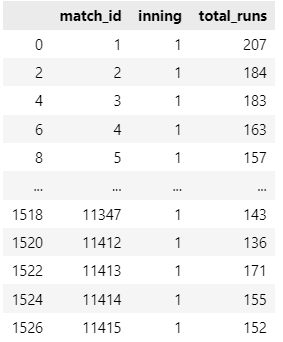 match_id inning total_runs
0 1 1 207
2 2 1 184
4 3 1 183
6 4 1 163
8 5 1 157
... ... ... ...
1518 11347 1 143
1520 11412 1 136
1522 11413 1 171
1524 11414 1 155
1526 11415 1 152